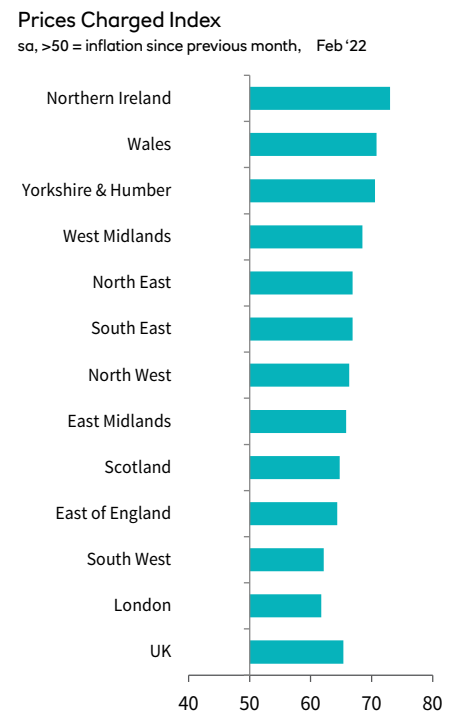 Prices Charged Index
sa, >50 = inflation since previous month,   Feb ‘22
Northern Ireland
Wales
Yorkshire & Humber
West Midlands
North East
South East
North West
East Midlands
Scotland
East of England
South West
London
UK
40 50 60 70 80